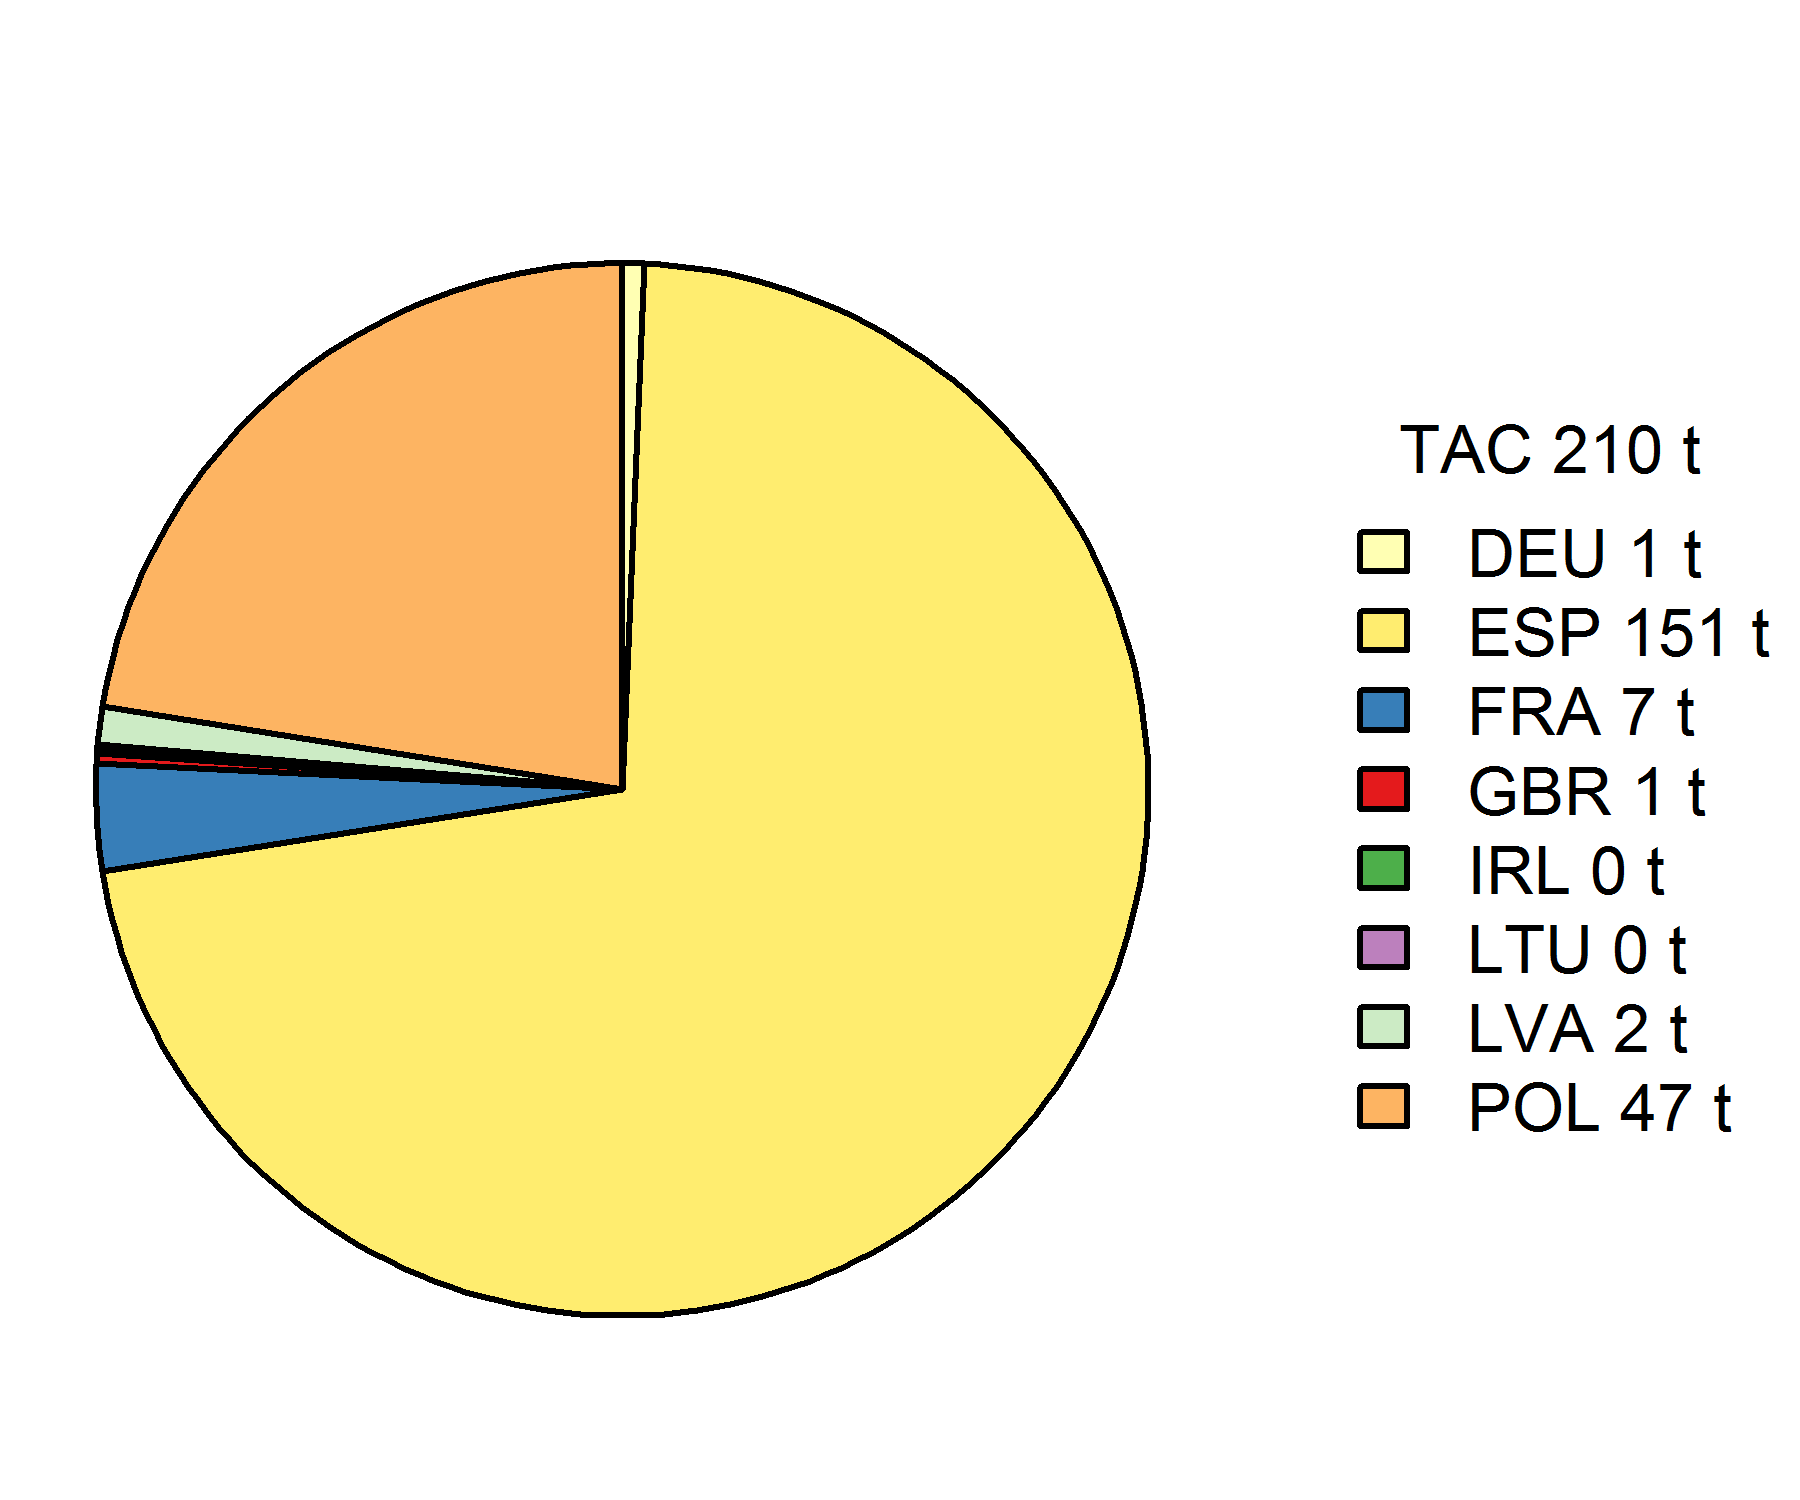 TAC 210 t
DEU 1 t
ESP 151 t
FRA 7 t
GBR 1 t
IRL 0 t
LTU 0 t
LVA 2 t
POL 47 t